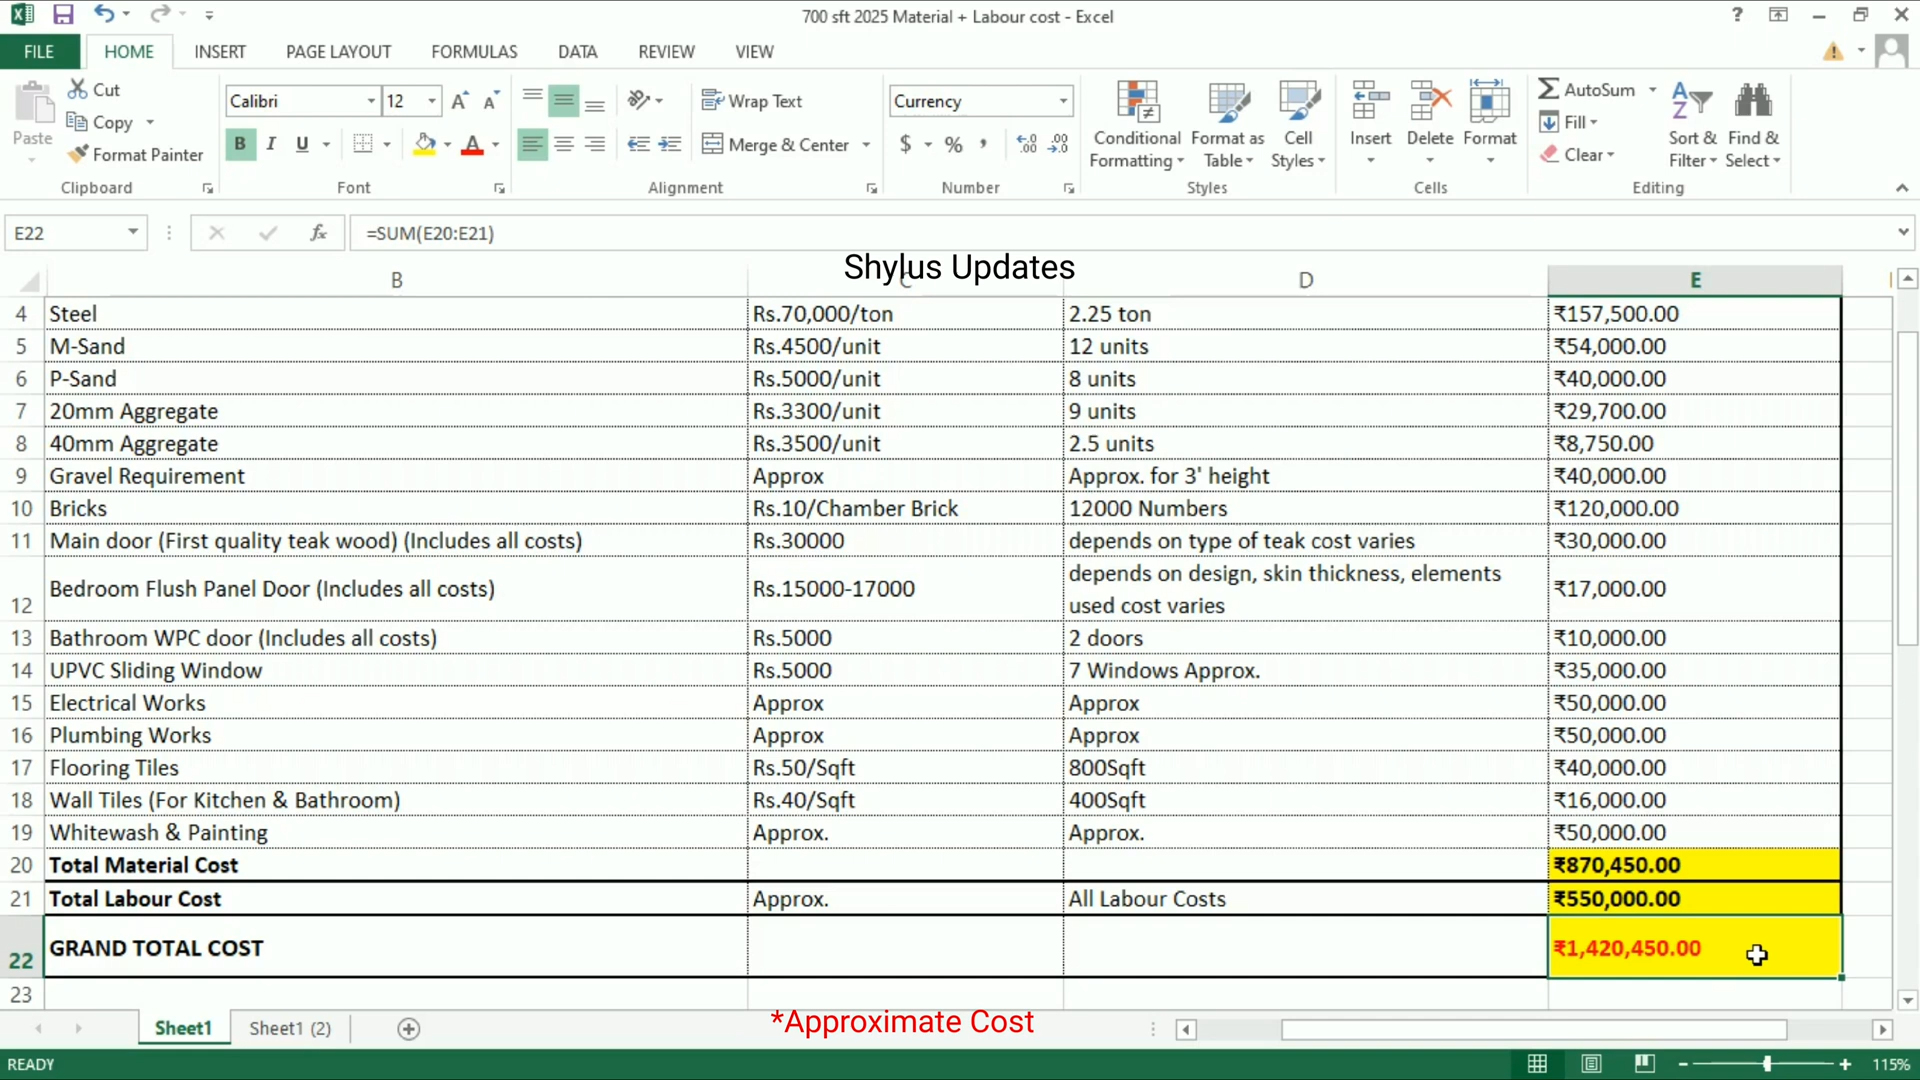 700 sft 2025 Material + Labour cost - Excel
FILE HOME INSERT PAGE LAYOUT FORMULAS DATA REVIEW VIEW
Paste Cut Copy Format Painter
Calibri 12
B I U
Wrap Text
Merge & Center
Currency
$ % ,
Conditional Formatting
Format as Table
Cell Styles
Insert Delete Format
AutoSum
Fill
Clear
Sort & Filter
Find & Select
Clipboard Font Alignment Number Styles Cells Editing
E22 fx =SUM(E20:E21)
Shylus Updates
B C D E
4 Steel Rs.70,000/ton 2.25 ton ₹157,500.00
5 M-Sand Rs.4500/unit 12 units ₹54,000.00
6 P-Sand Rs.5000/unit 8 units ₹40,000.00
7 20mm Aggregate Rs.3300/unit 9 units ₹29,700.00
8 40mm Aggregate Rs.3500/unit 2.5 units ₹8,750.00
9 Gravel Requirement Approx Approx. for 3' height ₹40,000.00
10 Bricks Rs.10/Chamber Brick 12000 Numbers ₹120,000.00
11 Main door (First quality teak wood) (Includes all costs) Rs.30000 depends on type of teak cost varies ₹30,000.00
12 Bedroom Flush Panel Door (Includes all costs) Rs.15000-17000 depends on design, skin thickness, elements used cost varies ₹17,000.00
13 Bathroom WPC door (Includes all costs) Rs.5000 2 doors ₹10,000.00
14 UPVC Sliding Window Rs.5000 7 Windows Approx. ₹35,000.00
15 Electrical Works Approx Approx ₹50,000.00
16 Plumbing Works Approx Approx ₹50,000.00
17 Flooring Tiles Rs.50/Sqft 800Sqft ₹40,000.00
18 Wall Tiles (For Kitchen & Bathroom) Rs.40/Sqft 400Sqft ₹16,000.00
19 Whitewash & Painting Approx. Approx. ₹50,000.00
20 Total Material Cost ₹870,450.00
21 Total Labour Cost Approx. All Labour Costs ₹550,000.00
22 GRAND TOTAL COST ₹1,420,450.00
23
Sheet1 Sheet1 (2)
*Approximate Cost
READY 115%